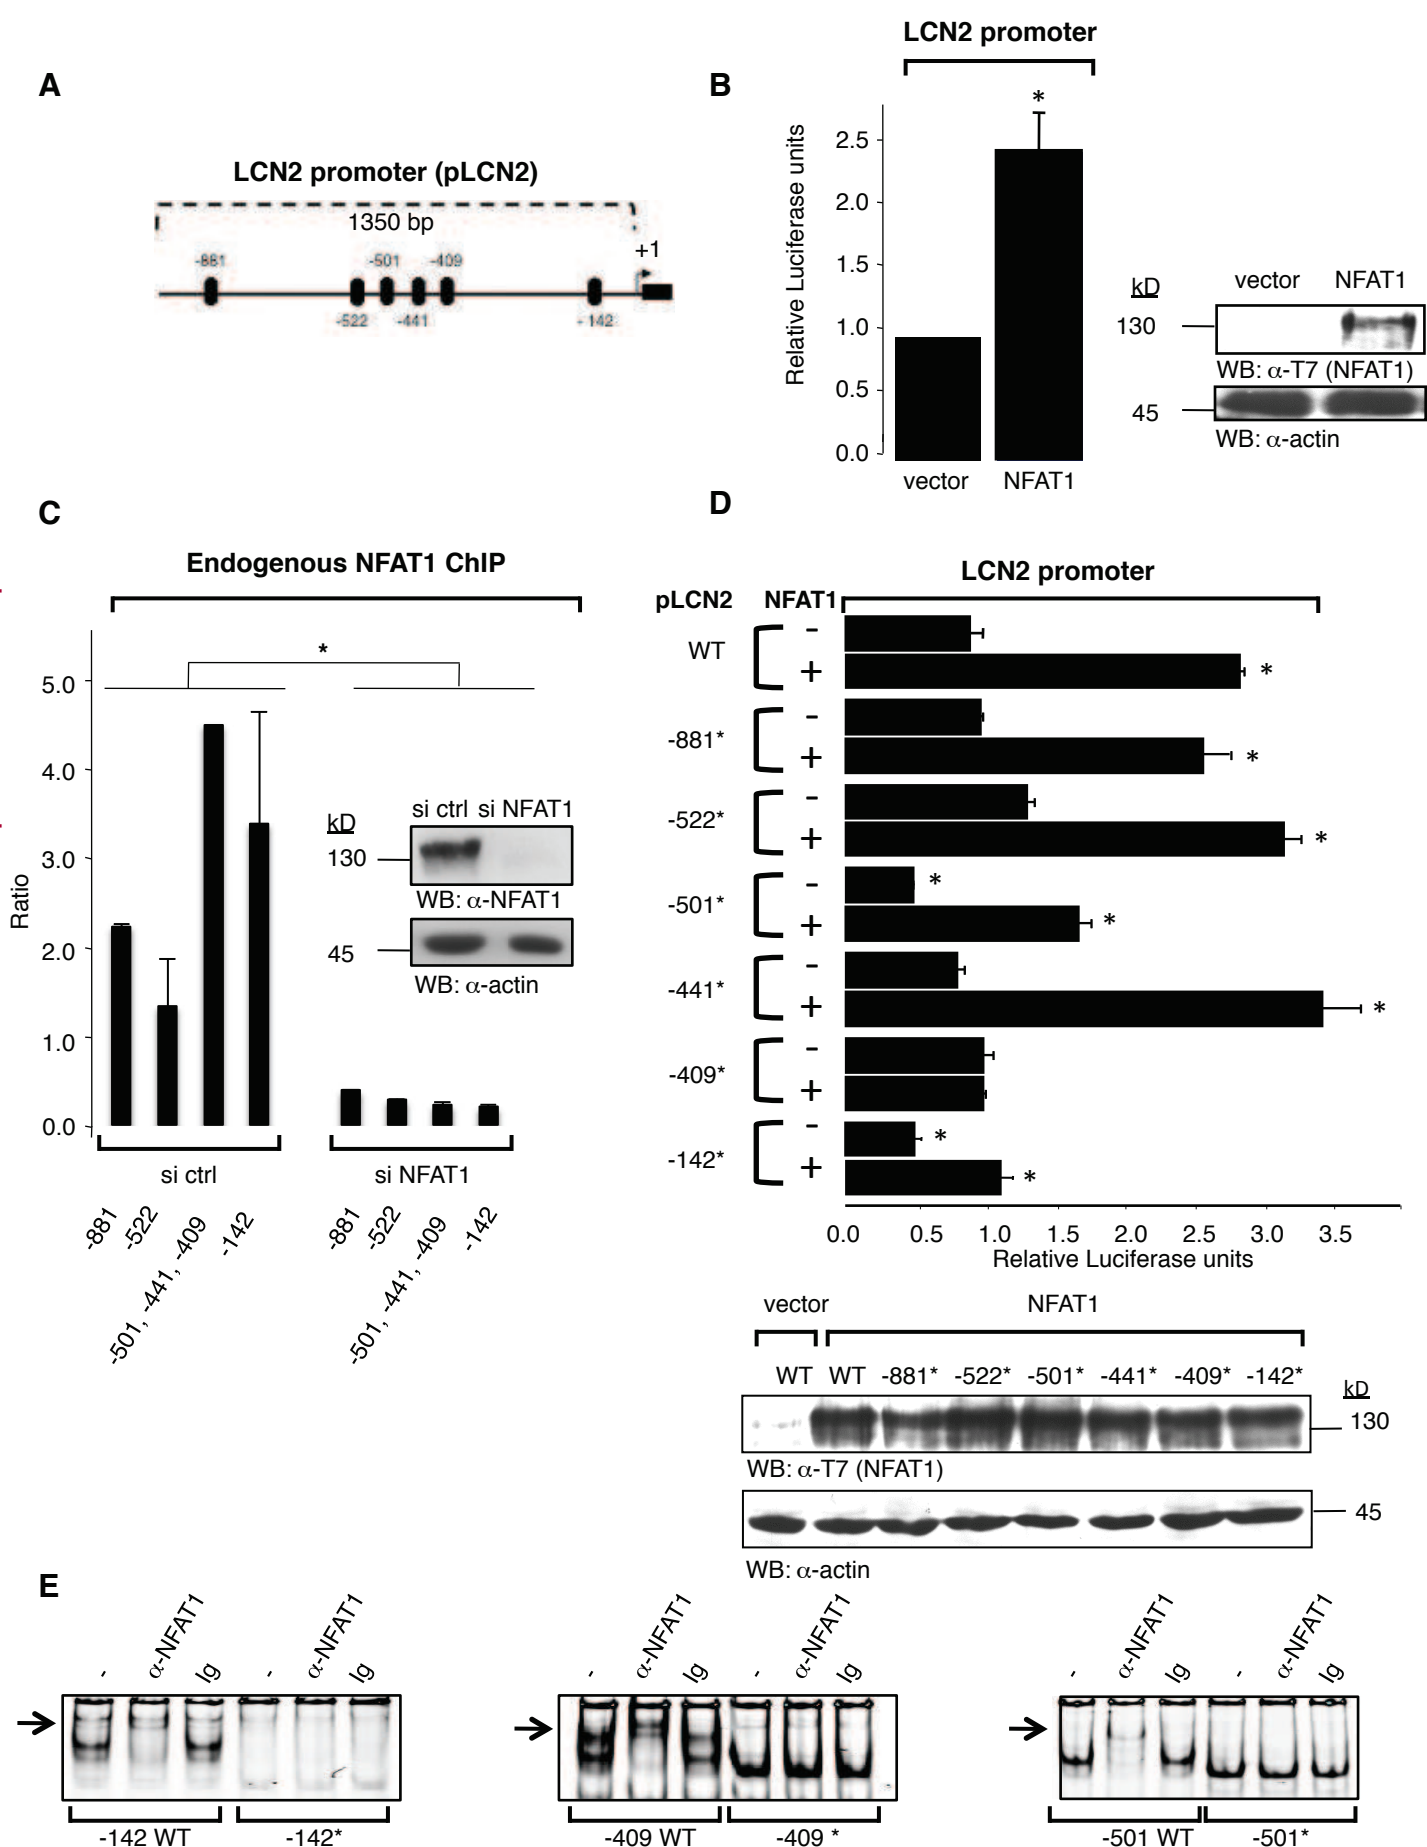 A
LCN2 promoter (pLCN2)
1350 bp
+1
-881
-501
-409
-522
-441
- 142
B
LCN2 promoter
*
Relative Luciferase units
2.5
2.0
1.5
1.0
0.5
0.0
vector
NFAT1
kD
vector
NFAT1
130
WB: α-T7 (NFAT1)
45
WB: α-actin
C
Endogenous NFAT1 ChIP
*
Ratio
5.0
4.0
3.0
2.0
1.0
0.0
si ctrl
si NFAT1
-881
-522
-501, -441, -409
-142
-881
-522
-501, -441, -409
-142
kD
si ctrl si NFAT1
130
WB: α-NFAT1
45
WB: α-actin
D
LCN2 promoter
pLCN2 NFAT1
WT
-
+ *
-881*
-
+ *
-522*
-
+ *
-501*
- *
+ *
-441*
-
+ *
-409*
-
+
-142*
- *
+ *
0.0 0.5 1.0 1.5 2.0 2.5 3.0 3.5
Relative Luciferase units
vector NFAT1
WT WT -881* -522* -501* -441* -409* -142*
kD
130
WB: α-T7 (NFAT1)
45
WB: α-actin
E
- α-NFAT1 Ig - α-NFAT1 Ig
-142 WT -142*
- α-NFAT1 Ig - α-NFAT1 Ig
-409 WT -409 *
- α-NFAT1 Ig - α-NFAT1 Ig
-501 WT -501*